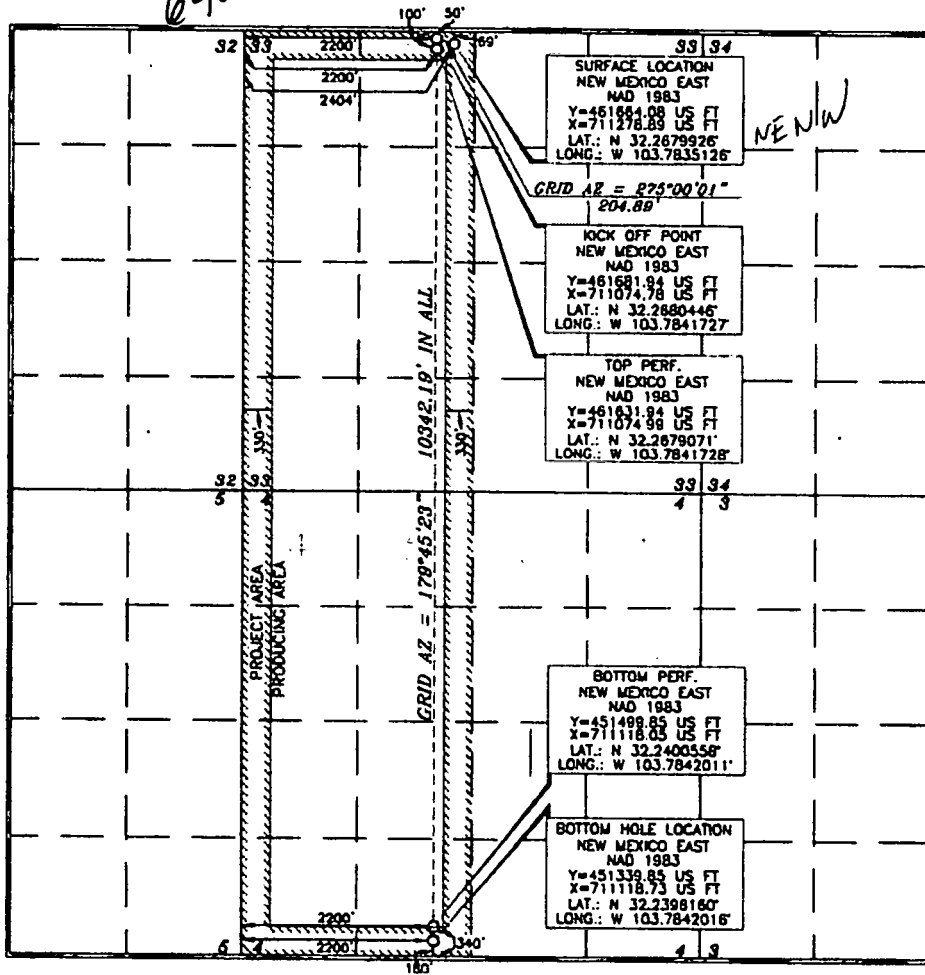 100' 50'
32 33 2200' 69' 33 34
2200'
2404'
SURFACE LOCATION
NEW MEXICO EAST
NAD 1983
Y=461664.08 US FT
X=711278.89 US FT
LAT.: N 32.2679926°
LONG.: W 103.7835126°
NE NW
GRID AZ = 275°00'01"
204.89'
KICK OFF POINT
NEW MEXICO EAST
NAD 1983
Y=461681.94 US FT
X=711074.78 US FT
LAT.: N 32.2680446°
LONG.: W 103.7841727°
TOP PERF.
NEW MEXICO EAST
NAD 1983
Y=461631.94 US FT
X=711074.99 US FT
LAT.: N 32.2679071°
LONG.: W 103.7841728°
GRID AZ = 179°45'23" 10342.19' IN ALL
330' 330'
32 33 33 34
5 4 4 3
PROJECT AREA
PRODUCING AREA
BOTTOM PERF.
NEW MEXICO EAST
NAD 1983
Y=451499.85 US FT
X=711118.05 US FT
LAT.: N 32.2400558°
LONG.: W 103.7842011°
BOTTOM HOLE LOCATION
NEW MEXICO EAST
NAD 1983
Y=451339.85 US FT
X=711118.73 US FT
LAT.: N 32.2398160°
LONG.: W 103.7842016°
2200'
2200' 340'
4 4 3
180'